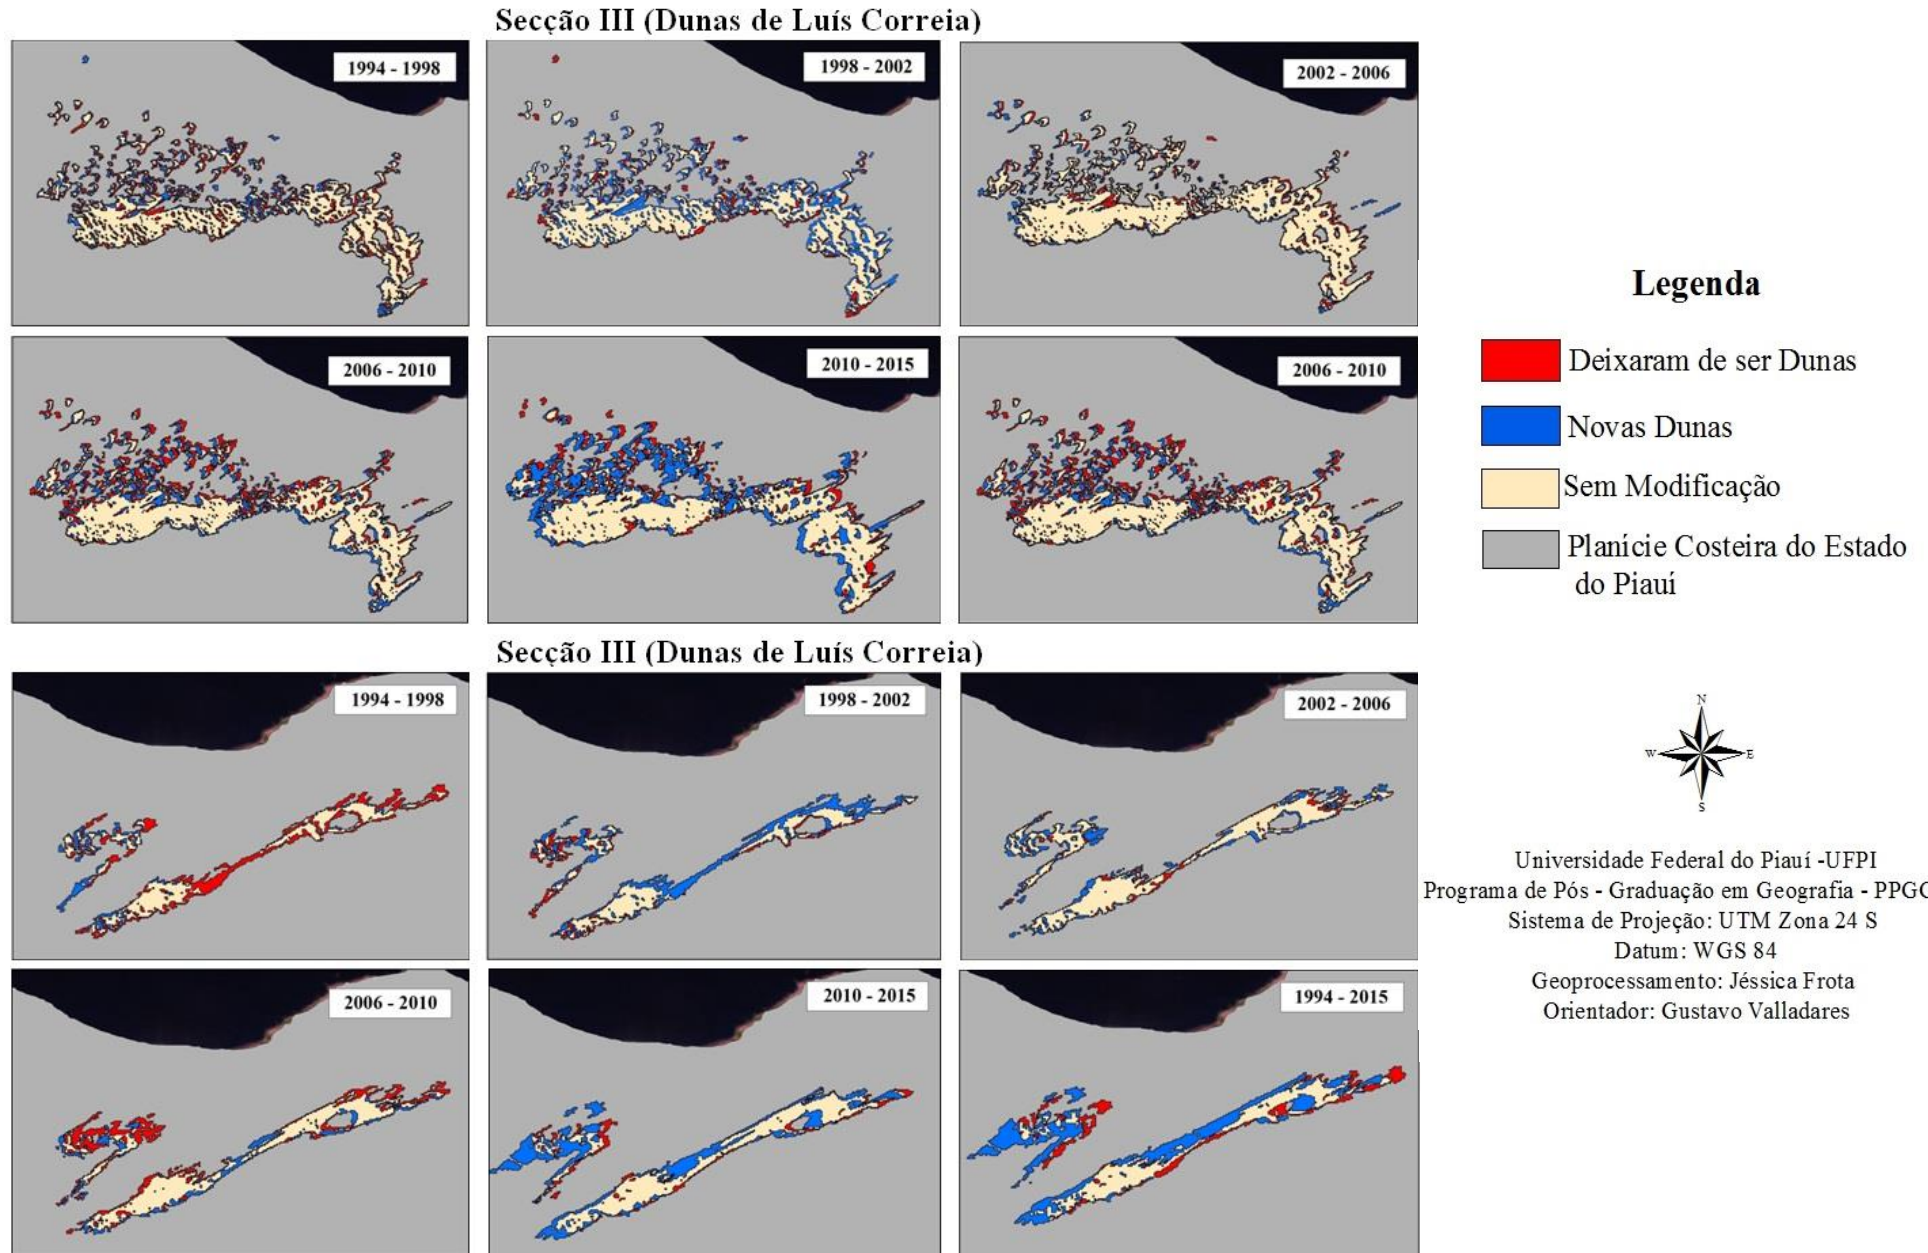 Secção III (Dunas de Luís Correia)
1994 - 1998
1998 - 2002
2002 - 2006
2006 - 2010
2010 - 2015
2006 - 2010
Secção III (Dunas de Luís Correia)
1994 - 1998
1998 - 2002
2002 - 2006
2006 - 2010
2010 - 2015
1994 - 2015
Legenda
Deixaram de ser Dunas
Novas Dunas
Sem Modificação
Planície Costeira do Estado
do Piauí
N
W
E
S
Universidade Federal do Piauí -UFPI
Programa de Pós - Graduação em Geografia - PPGG
Sistema de Projeção: UTM Zona 24 S
Datum: WGS 84
Geoprocessamento: Jéssica Frota
Orientador: Gustavo Valladares